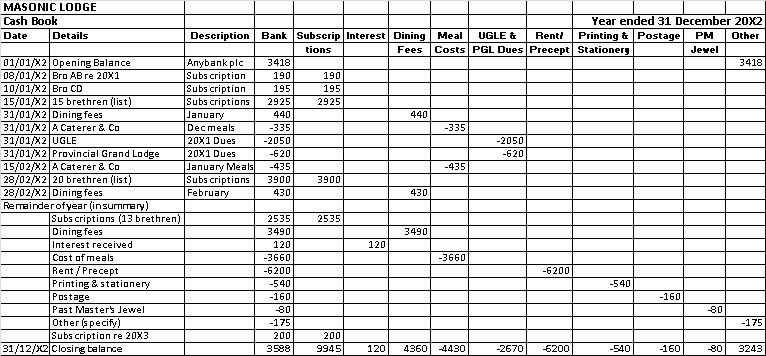 MASONIC LODGE
Cash Book Year ended 31 December 20X2
Date Details Description Bank Subscrip Interest Dining Meal UGLE & Rent/ Printing & Postage PM Other
tions Fees Costs PGL Dues Precept Stationery Jewel
01/01/X2 Opening Balance Anybank plc 3418 3418
08/01/X2 Bro AB re 20X1 Subscription 190 190
10/01/X2 Bro CD Subscription 195 195
15/01/X2 15 brethren (list) Subscriptions 2925 2925
31/01/X2 Dining fees January 440 440
31/01/X2 A Caterer & Co Dec meals -335 -335
31/01/X2 UGLE 20X1 Dues -2050 -2050
31/01/X2 Provincial Grand Lodge 20X1 Dues -620 -620
15/02/X2 A Caterer & Co January Meals -435 -435
28/02/X2 20 brethren (list) Subscriptions 3900 3900
28/02/X2 Dining fees February 430 430
Remainder of year (in summary)
Subscriptions (13 brethren) 2535 2535
Dining fees 3490 3490
Interest received 120 120
Cost of meals -3660 -3660
Rent / Precept -6200 -6200
Printing & stationery -540 -540
Postage -160 -160
Past Master's Jewel -80 -80
Other (specify) -175 -175
Subscription re 20X3 200 200
31/12/X2 Closing balance 3588 9945 120 4360 -4430 -2670 -6200 -540 -160 -80 3243